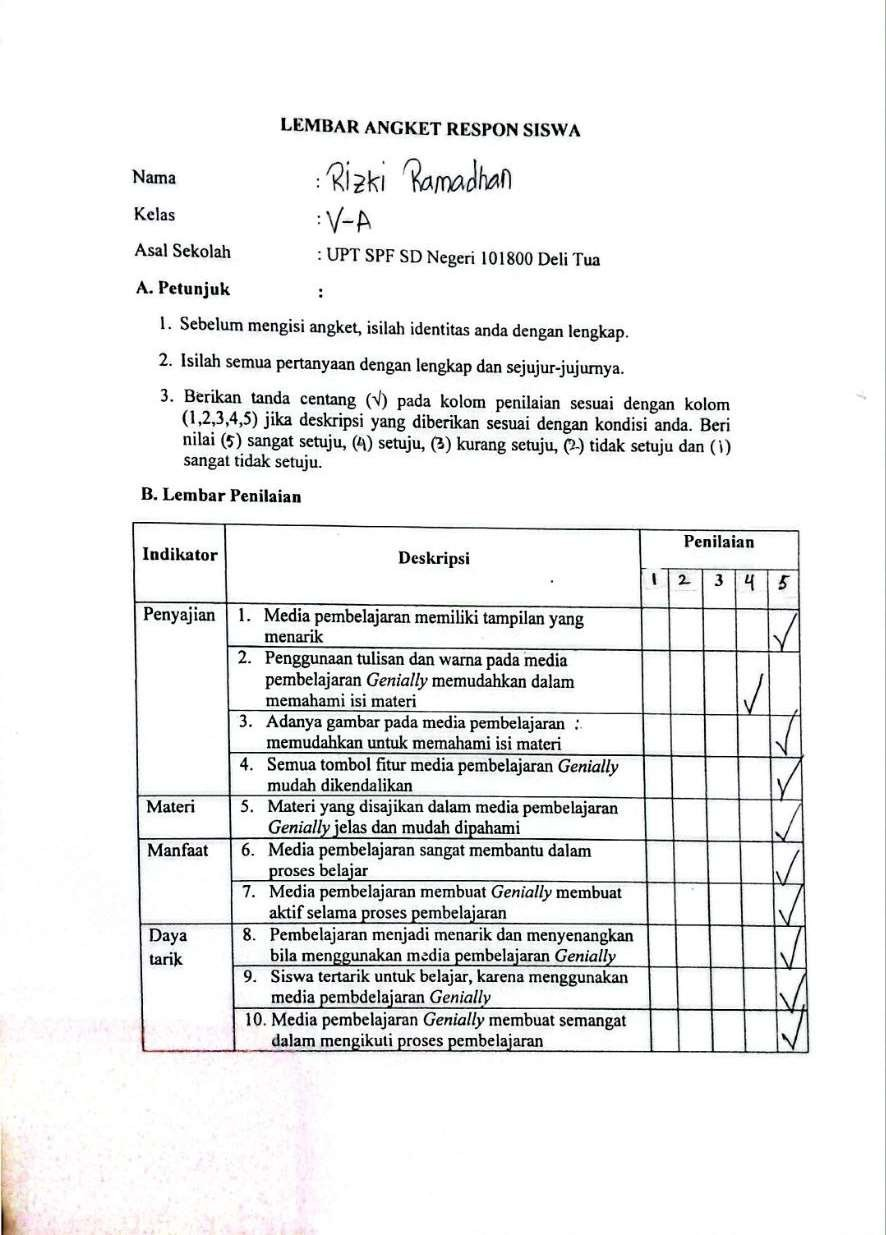 LEMBAR ANGKET RESPON SISWA
Nama : Rizki Ramadhan
Kelas : V-A
Asal Sekolah : UPT SPF SD Negeri 101800 Deli Tua
A. Petunjuk :
1. Sebelum mengisi angket, isilah identitas anda dengan lengkap.
2. Isilah semua pertanyaan dengan lengkap dan sejujur-jujurnya.
3. Berikan tanda centang (√) pada kolom penilaian sesuai dengan kolom
(1,2,3,4,5) jika deskripsi yang diberikan sesuai dengan kondisi anda. Beri
nilai (5) sangat setuju, (4) setuju, (3) kurang setuju, (2) tidak setuju dan (1)
sangat tidak setuju.
B. Lembar Penilaian
Indikator Deskripsi Penilaian
1 2 3 4 5
Penyajian 1. Media pembelajaran memiliki tampilan yang
menarik √
2. Penggunaan tulisan dan warna pada media
pembelajaran Genially memudahkan dalam
memahami isi materi √
3. Adanya gambar pada media pembelajaran
memudahkan untuk memahami isi materi √
4. Semua tombol fitur media pembelajaran Genially
mudah dikendalikan √
Materi 5. Materi yang disajikan dalam media pembelajaran
Genially jelas dan mudah dipahami √
Manfaat 6. Media pembelajaran sangat membantu dalam
proses belajar √
7. Media pembelajaran membuat Genially membuat
aktif selama proses pembelajaran √
Daya 8. Pembelajaran menjadi menarik dan menyenangkan
tarik bila menggunakan media pembelajaran Genially √
9. Siswa tertarik untuk belajar, karena menggunakan
media pembdelajaran Genially √
10. Media pembelajaran Genially membuat semangat
dalam mengikuti proses pembelajaran √